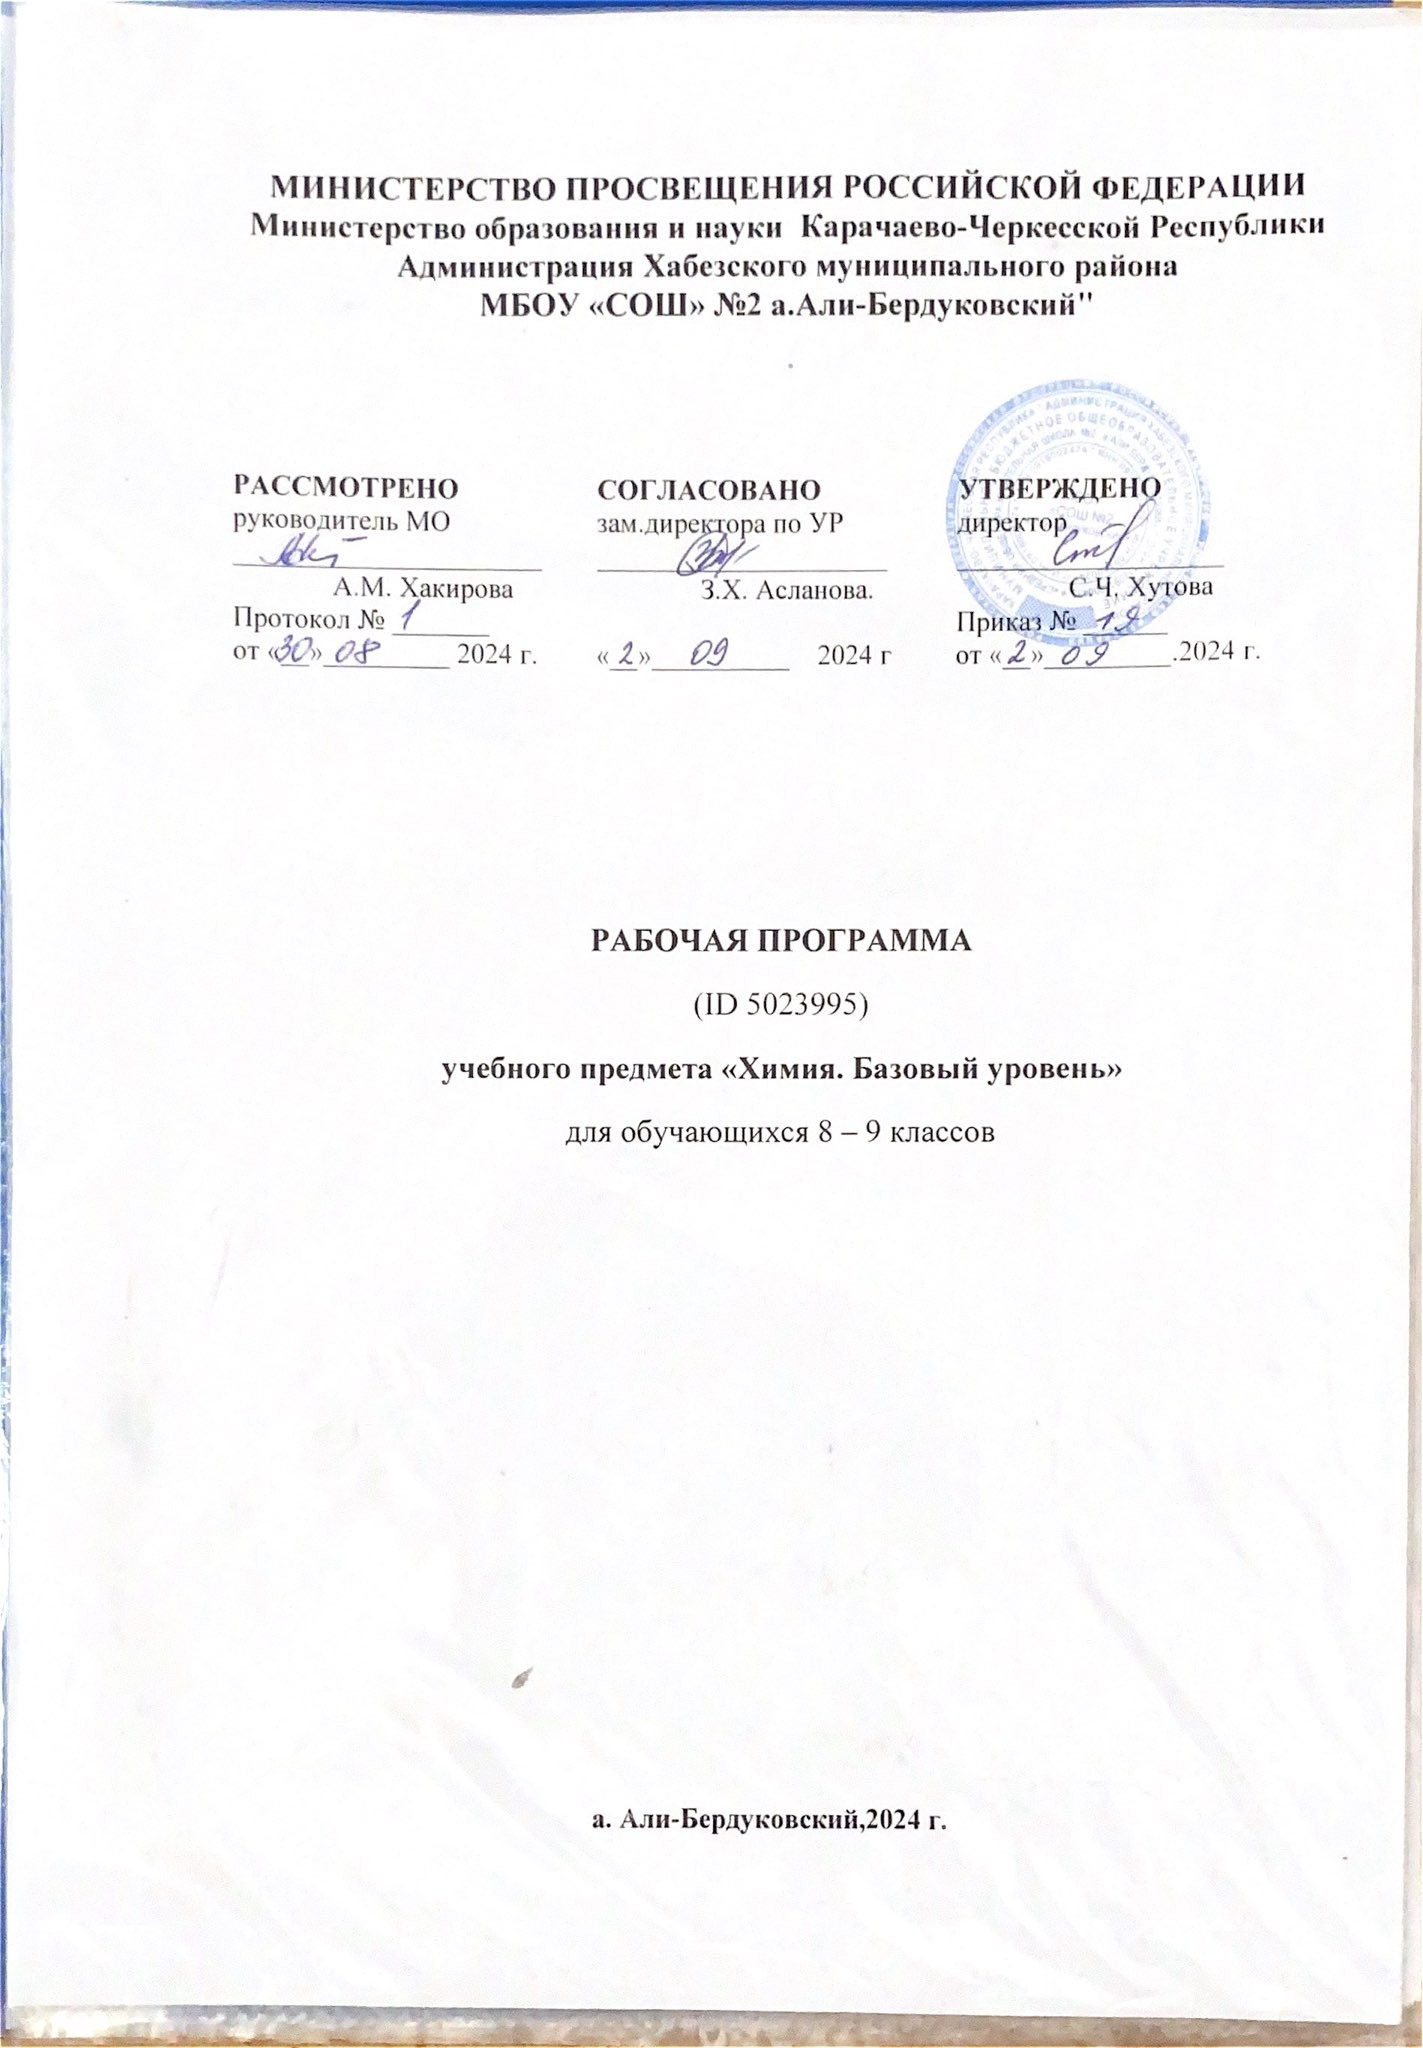 МИНИСТЕРСТВО ПРОСВЕЩЕНИЯ РОССИЙСКОЙ ФЕДЕРАЦИИ
Министерство образования и науки Карачаево-Черкесской Республики
Администрация Хабезского муниципального района
МБОУ «СОШ» №2 а.Али-Бердуковский"
РАССМОТРЕНО
руководитель МО
А.М. Хакирова
Протокол № 1
от «30» 08 2024 г.
СОГЛАСОВАНО
зам.директора по УР
З.Х. Асланова.
«2» 09 2024 г
УТВЕРЖДЕНО
директор
С.Ч. Хутова
Приказ № 19
от «2» 09 .2024 г.
«СОШ №2
РАБОЧАЯ ПРОГРАММА
(ID 5023995)
учебного предмета «Химия. Базовый уровень»
для обучающихся 8 – 9 классов
а. Али-Бердуковский,2024 г.